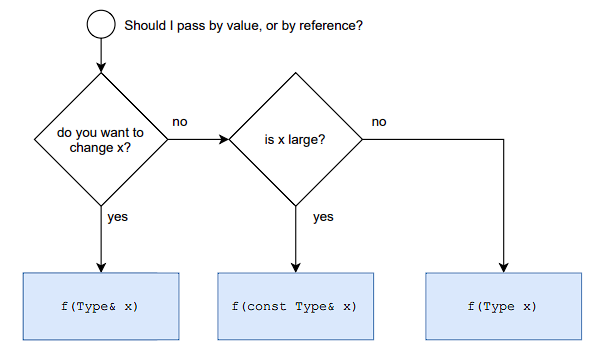 Should I pass by value, or by reference?
do you want to
change x?
no
is x large?
no
yes
yes
f(Type& x)
f(const Type& x)
f(Type x)